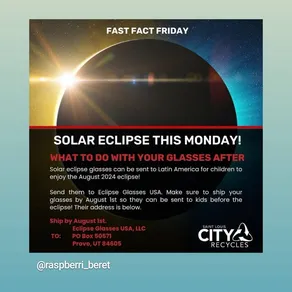 FAST FACT FRIDAY
SOLAR ECLIPSE THIS MONDAY!
WHAT TO DO WITH YOUR GLASSES AFTER
Solar eclipse glasses can be sent to Latin America for children to
enjoy the August 2024 eclipse!
Send them to Eclipse Glasses USA. Make sure to ship your
glasses by August 1st so they can be sent to kids before the
eclipse! Their address is below.
Ship by August 1st.
Eclipse Glasses USA, LLC
TO: PO Box 50571
Provo, UT 84605
SAINT LOUIS
CITY
RECYCLES
@raspberri_beret